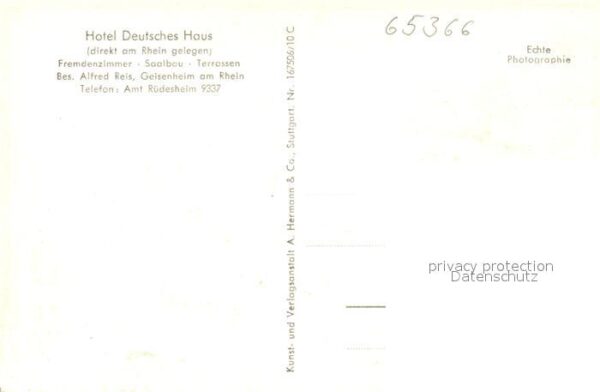 Hotel Deutsches Haus
(direkt am Rhein gelegen)
Fremdenzimmer · Saalbau · Terrassen
Bes. Alfred Reis, Geisenheim am Rhein
Telefon: Amt Rüdesheim 9337
Kunst- und Verlagsanstalt A. Hermann & Co., Stuttgart. Nr. 167506/10 C
65366
Echte
Photographie
privacy protection
Datenschutz